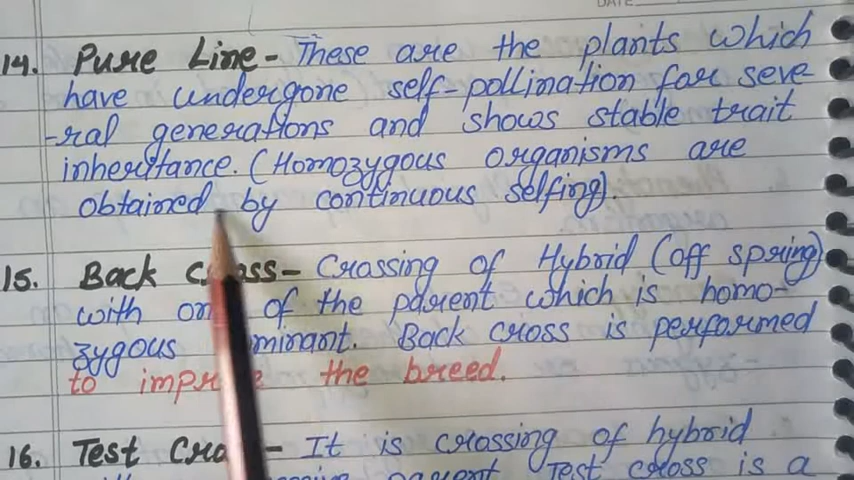 DATE
14. Pure Line - These are the plants which
have undergone self-pollination for seve-
-ral generations and shows stable trait
inheritance. (Homozygous organisms are
obtained by continuous selfing).
15. Back Cross - Crossing of Hybrid (off spring)
with of the parent which is homo-
zygous Back cross is performed
to the breed.
16. Test - It is crossing of hybrid
parent Test cross is a